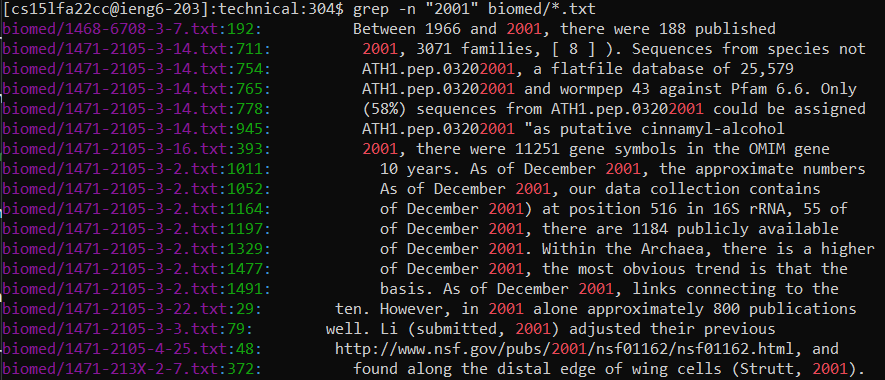 [cs15lfa22cc@ieng6-203]:technical:304$ grep -n "2001" biomed/*.txt
biomed/1468-6708-3-7.txt:192: Between 1966 and 2001, there were 188 published
biomed/1471-2105-3-14.txt:711: 2001, 3071 families, [ 8 ] ). Sequences from species not
biomed/1471-2105-3-14.txt:754: ATH1.pep.03202001, a flatfile database of 25,579
biomed/1471-2105-3-14.txt:765: ATH1.pep.03202001 and wormpep 43 against Pfam 6.6. Only
biomed/1471-2105-3-14.txt:778: (58%) sequences from ATH1.pep.03202001 could be assigned
biomed/1471-2105-3-14.txt:945: ATH1.pep.03202001 "as putative cinnamyl-alcohol
biomed/1471-2105-3-16.txt:393: 2001, there were 11251 gene symbols in the OMIM gene
biomed/1471-2105-3-2.txt:1011: 10 years. As of December 2001, the approximate numbers
biomed/1471-2105-3-2.txt:1052: As of December 2001, our data collection contains
biomed/1471-2105-3-2.txt:1164: of December 2001) at position 516 in 16S rRNA, 55 of
biomed/1471-2105-3-2.txt:1197: of December 2001, there are 1184 publicly available
biomed/1471-2105-3-2.txt:1329: of December 2001. Within the Archaea, there is a higher
biomed/1471-2105-3-2.txt:1477: of December 2001, the most obvious trend is that the
biomed/1471-2105-3-2.txt:1491: basis. As of December 2001, links connecting to the
biomed/1471-2105-3-22.txt:29: ten. However, in 2001 alone approximately 800 publications
biomed/1471-2105-3-3.txt:79: well. Li (submitted, 2001) adjusted their previous
biomed/1471-2105-4-25.txt:48: http://www.nsf.gov/pubs/2001/nsf01162/nsf01162.html, and
biomed/1471-213X-2-7.txt:372: found along the distal edge of wing cells (Strutt, 2001).